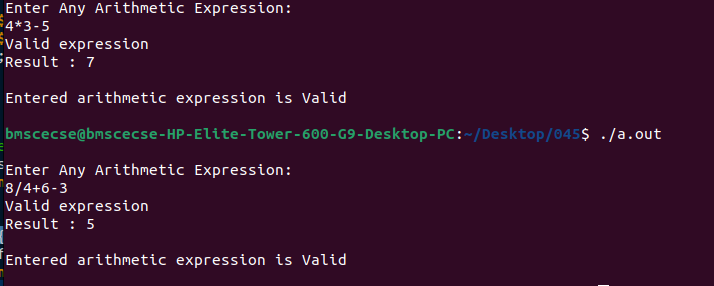 Enter Any Arithmetic Expression:
4*3-5
Valid expression
Result : 7
Entered arithmetic expression is Valid
bmscecse@bmscecse-HP-Elite-Tower-600-G9-Desktop-PC:~/Desktop/045$ ./a.out
Enter Any Arithmetic Expression:
8/4+6-3
Valid expression
Result : 5
Entered arithmetic expression is Valid